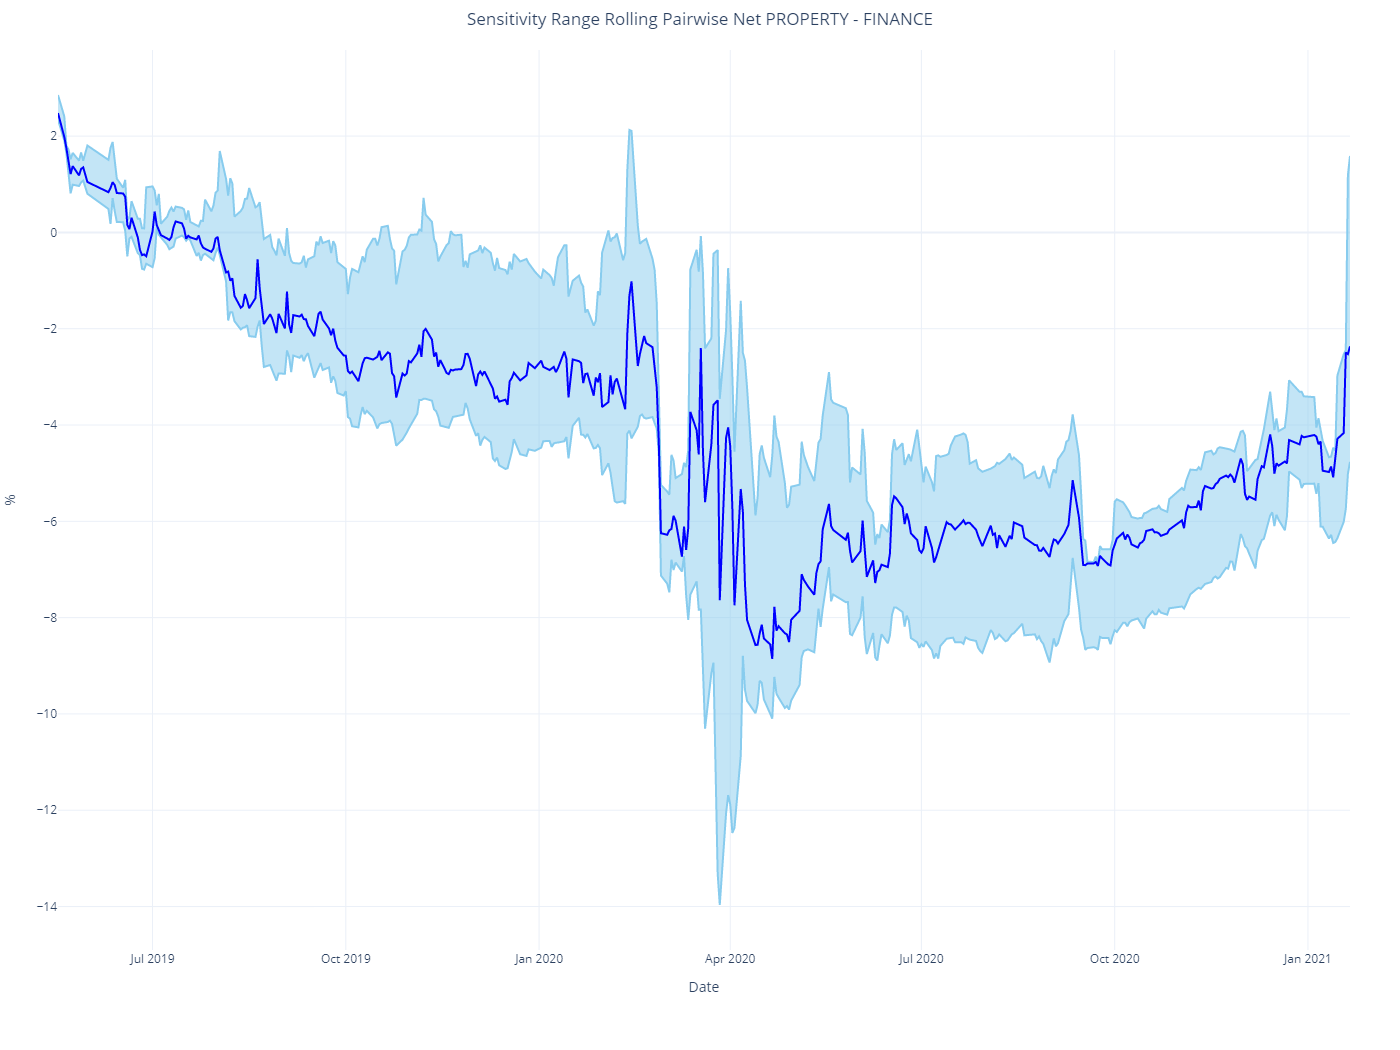 Sensitivity Range Rolling Pairwise Net PROPERTY - FINANCE
2
0
−2
−4
−6
−8
−10
−12
−14
%
Jul 2019
Oct 2019
Jan 2020
Apr 2020
Jul 2020
Oct 2020
Jan 2021
Date